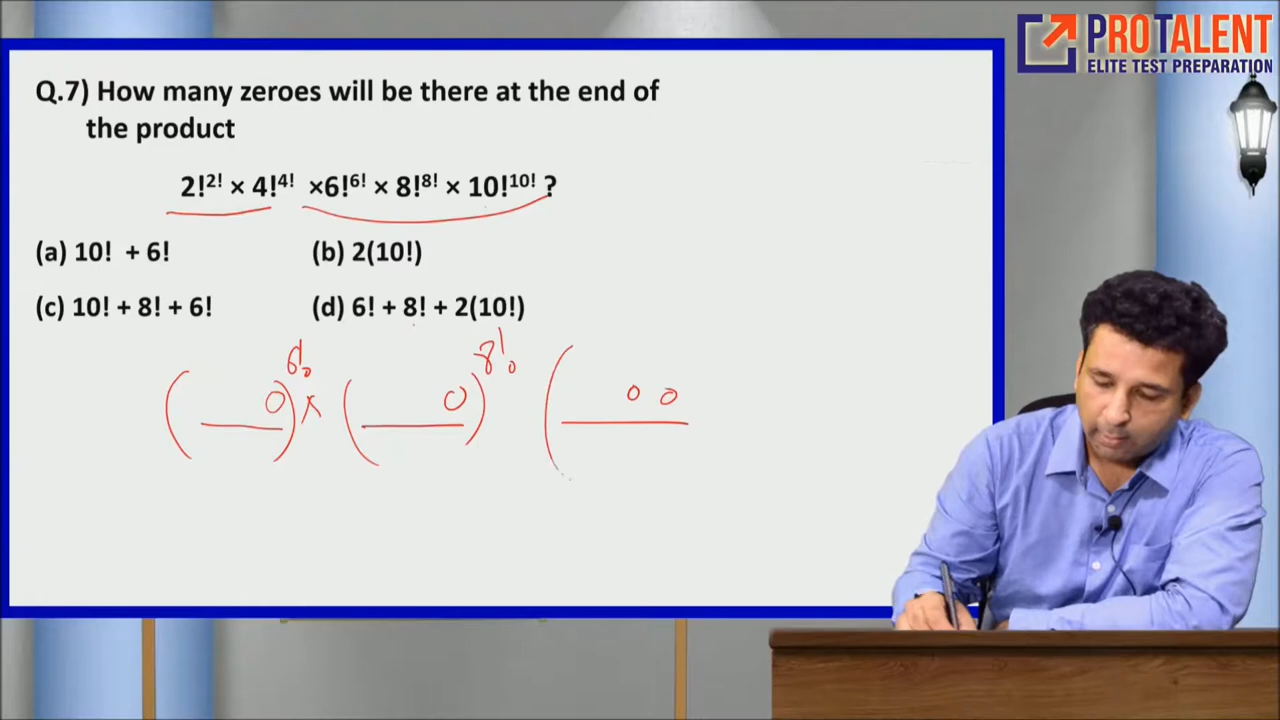 PROTALENT
ELITE TEST PREPARATION
Q.7) How many zeroes will be there at the end of
the product
2!²! × 4!⁴! ×6!⁶! × 8!⁸! × 10!¹⁰! ?
(a) 10! + 6!
(b) 2(10!)
(c) 10! + 8! + 6!
(d) 6! + 8! + 2(10!)
( 0)⁶! × ( 0)⁸! ( 0 0